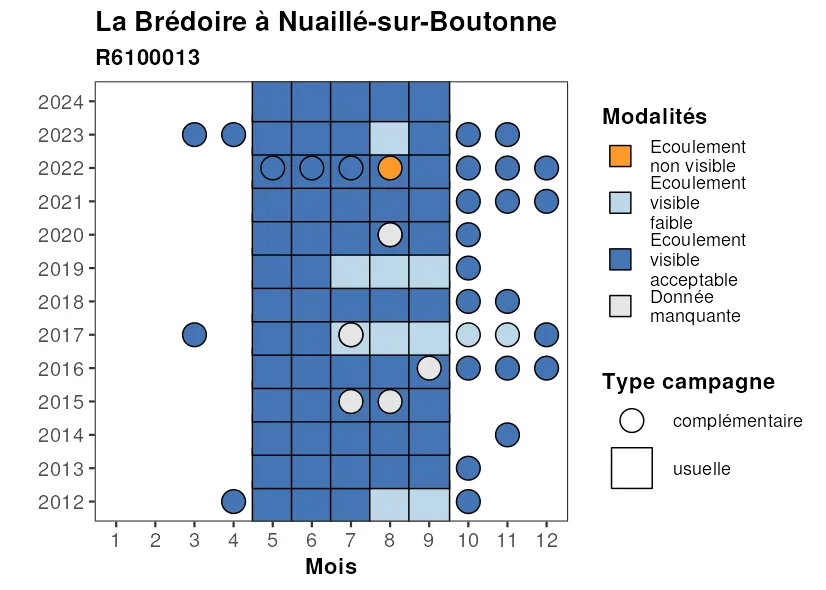 La Brédoire à Nuaillé-sur-Boutonne
R6100013
2024
2023
2022
2021
2020
2019
2018
2017
2016
2015
2014
2013
2012
1 2 3 4 5 6 7 8 9 10 11 12
Mois
Modalités
Ecoulement
non visible
Ecoulement
visible
faible
Ecoulement
visible
acceptable
Donnée
manquante
Type campagne
complémentaire
usuelle